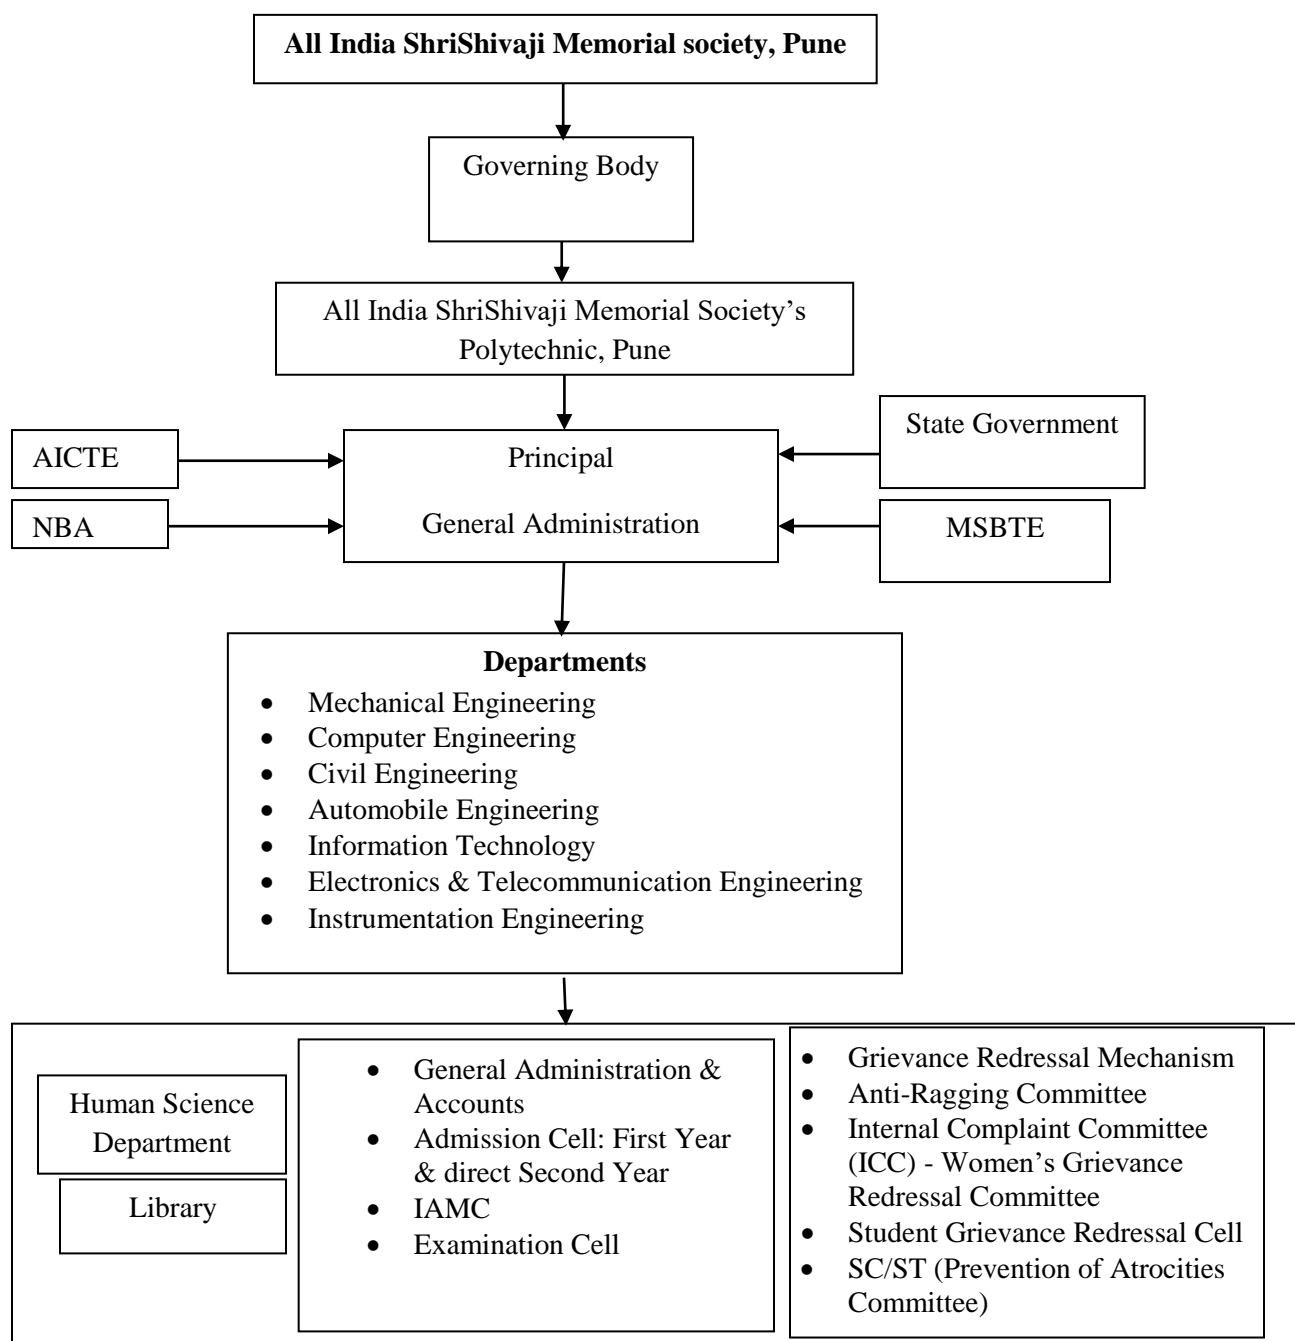 All India ShriShivaji Memorial society, Pune
Governing Body
All India ShriShivaji Memorial Society’s
Polytechnic, Pune
AICTE
Principal
State Government
NBA
General Administration
MSBTE
Departments
• Mechanical Engineering
• Computer Engineering
• Civil Engineering
• Automobile Engineering
• Information Technology
• Electronics & Telecommunication Engineering
• Instrumentation Engineering
Human Science
Department
Library
• General Administration &
Accounts
• Admission Cell: First Year
& direct Second Year
• IAMC
• Examination Cell
• Grievance Redressal Mechanism
• Anti-Ragging Committee
• Internal Complaint Committee
(ICC) - Women’s Grievance
Redressal Committee
• Student Grievance Redressal Cell
• SC/ST (Prevention of Atrocities
Committee)